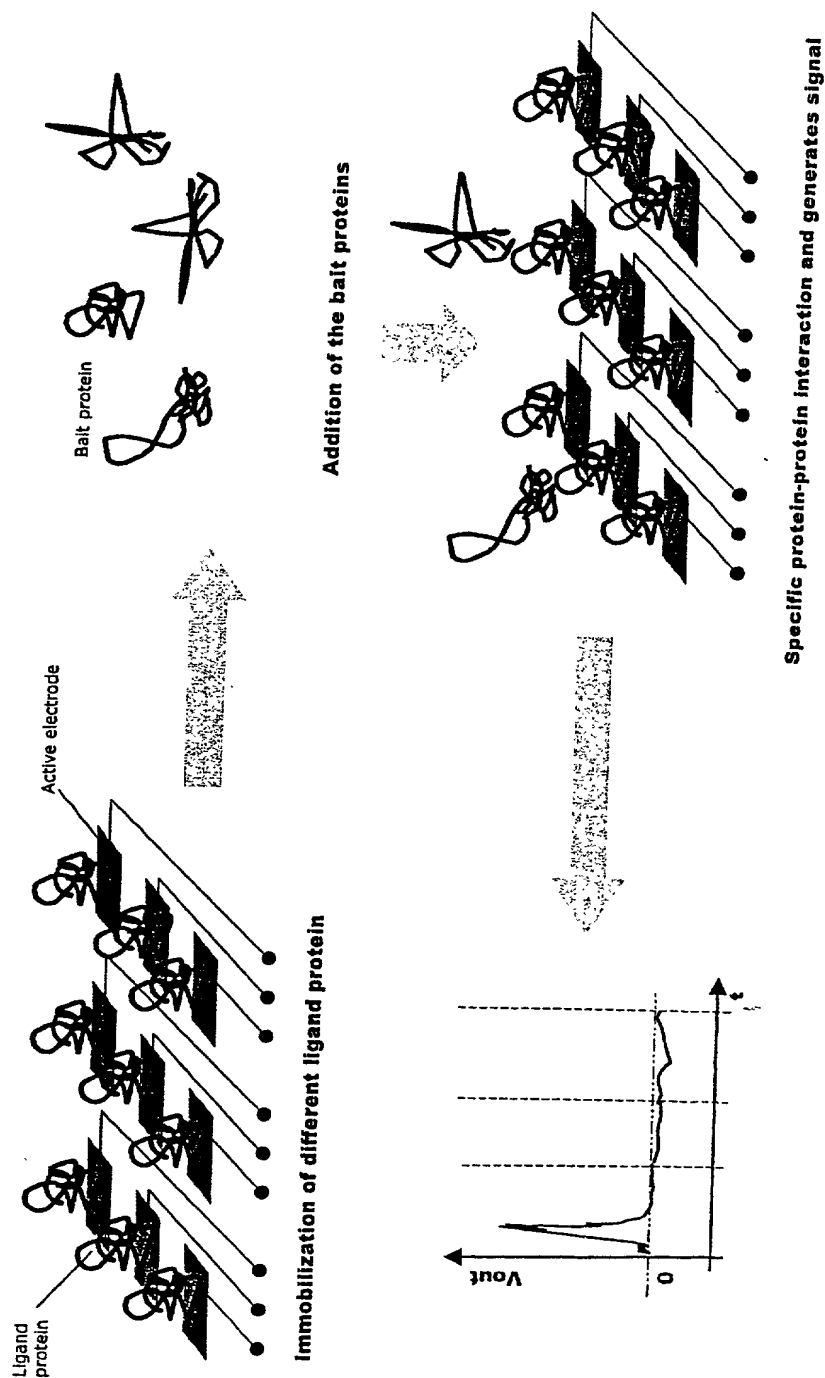 Ligand
protein
Active electrode
Immobilization of different ligand protein
Bait protein
Addition of the bait proteins
Specific protein-protein interaction and generates signal
Vout
0
t